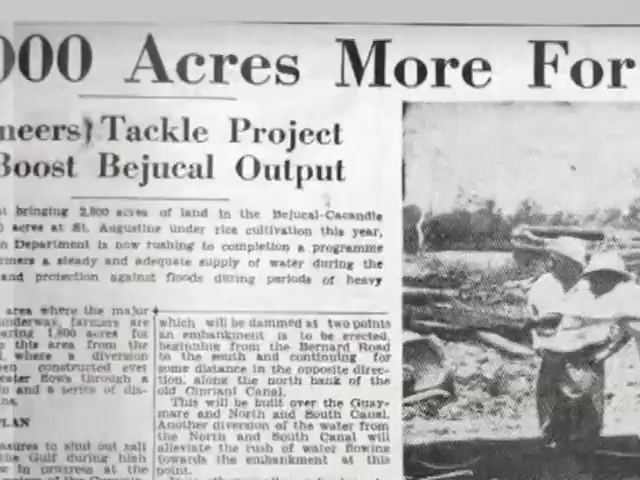 000 Acres More For
neers Tackle Project
Boost Bejucal Output
bringing 2,800 acres of land in the Bejucal-Cacandie
acres at St. Augustine under rice cultivation this year,
n Department is now rushing to completion a programme
rmers a steady and adequate supply of water during the
and protection against floods during periods of heavy
area where the major
underway, farmers are
aring 1,800 acres for
this area from the
where a diversion
en constructed
water flows through a
in and a series of dis-
PLAN
asures to shut out salt
the Gulf during high
in progress at the
which will be dammed at two points
an embankment is to be erected,
beginning from the Bernard Road
to the south and continuing for
some distance in the opposite direc-
tion, along the north bank of the
old Cipriani Canal.
This will be built over the Guay-
mare and North and South Canal.
Another diversion of the water from
the North and South Canal will
alleviate the rush of water flowing
towards the embankment at this
point.